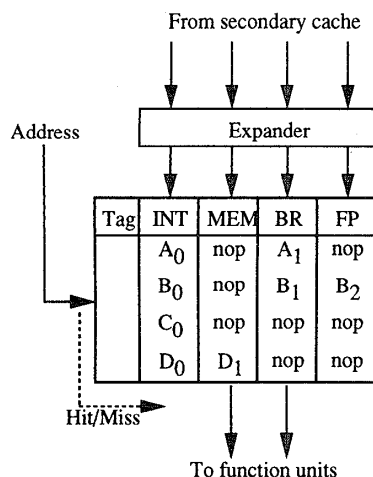 From secondary cache
Expander
Address
Tag INT MEM BR FP
A0 nop A1 nop
B0 nop B1 B2
C0 nop nop nop
D0 D1 nop nop
Hit/Miss
To function units